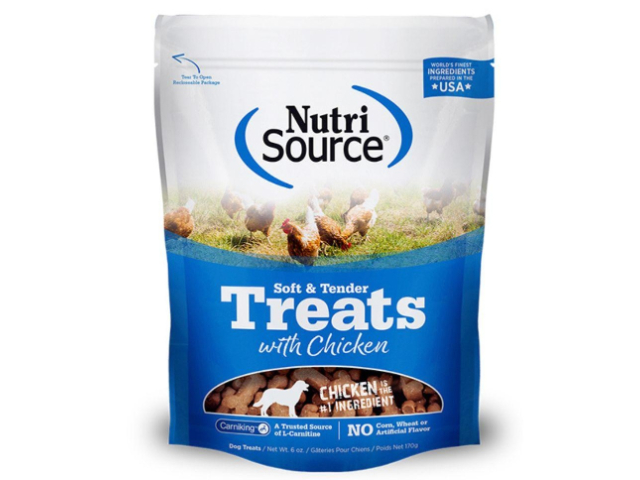 Tear To Open
Recloseable Package
WORLD'S FINEST
INGREDIENTS
PREPARED IN THE
★USA★
Nutri
Source®
Soft & Tender
Treats
with Chicken
CHICKEN IS THE
#1 INGREDIENT
Carniking™
A Trusted Source
of L-Carnitine
NO Corn, Wheat or
Artificial Flavor
Dog Treats / Net Wt. 6 oz. / Gâteries Pour Chiens / Poids Net 170g